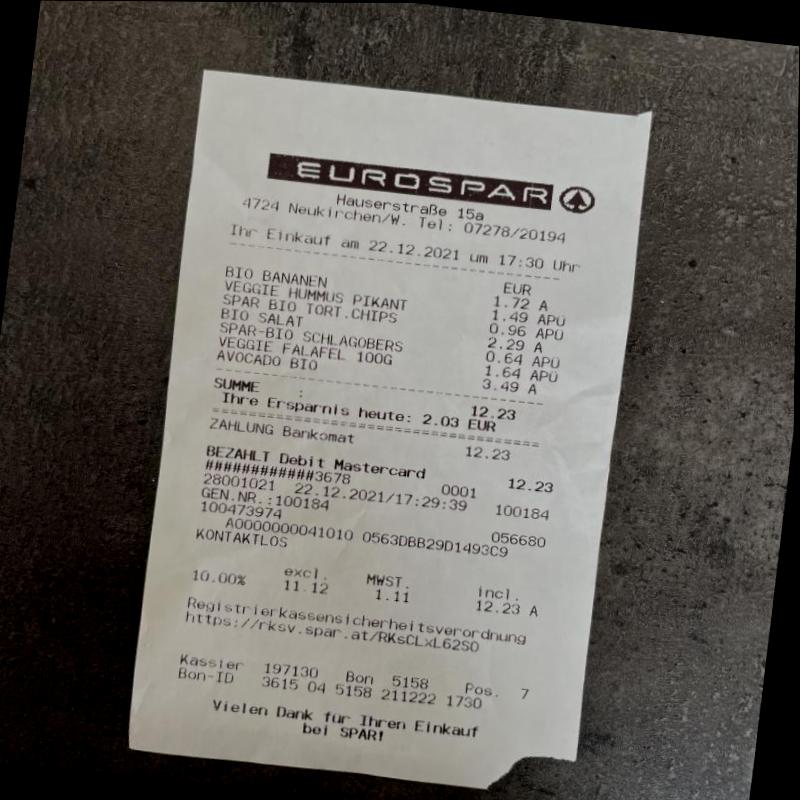 EUROSPAR
Hauserstraße 15a
4724 Neukirchen/W. Tel: 07278/20194
Ihr Einkauf am 22.12.2021 um 17:30 Uhr
EUR
BIO BANANEN 1.72 A
VEGGIE HUMMUS PIKANT 1.49 APÜ
SPAR BIO TORT.CHIPS 0.96 APÜ
BIO SALAT 2.29 A
SPAR-BIO SCHLAGOBERS 0.64 APÜ
VEGGIE FALAFEL 100G 1.64 APÜ
AVOCADO BIO 3.49 A
SUMME : 12.23
Ihre Ersparnis heute: 2.03 EUR
ZAHLUNG Bankomat 12.23
BEZAHLT Debit Mastercard 12.23
############3678 0001
28001021 22.12.2021/17:29:39 100184
GEN.NR.:100184 056680
100473974
A0000000041010 0563DBB29D1493C9
KONTAKTLOS
excl. MWST. incl.
10.00% 11.12 1.11 12.23 A
Registrierkassensicherheitsverordnung
https://rksv.spar.at/RKsCLxL62SO
Kassier 197130 Bon 5158 Pos. 7
Bon-ID 3615 04 5158 211222 1730
Vielen Dank für Ihren Einkauf
bei SPAR!